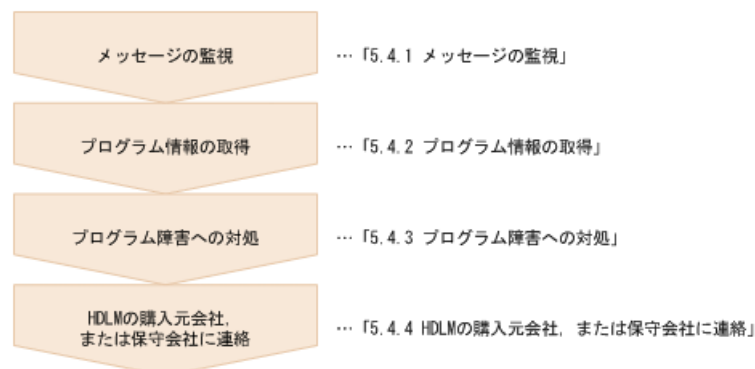 メッセージの監視 … 「5.4.1 メッセージの監視」
プログラム情報の取得 … 「5.4.2 プログラム情報の取得」
プログラム障害への対処 … 「5.4.3 プログラム障害への対処」
HDLMの購入元会社,
または保守会社に連絡 … 「5.4.4 HDLMの購入元会社, または保守会社に連絡」